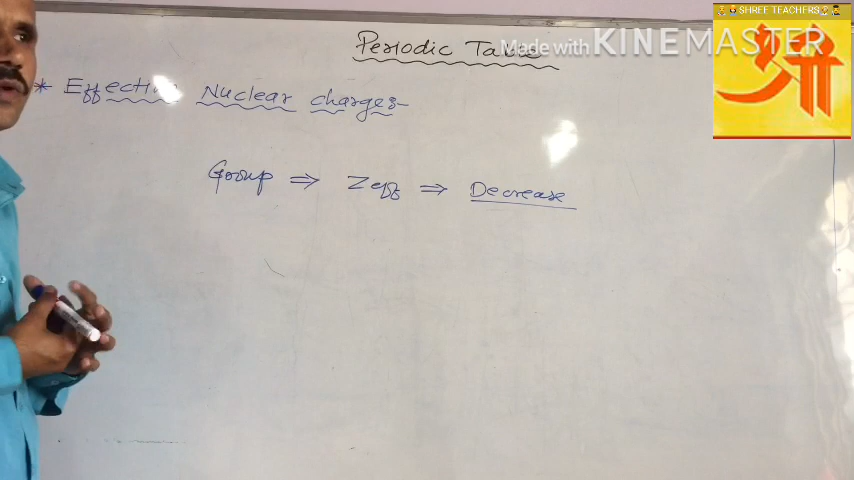 👨‍🏫SHREE TEACHERS👨‍🏫
Periodic Table
Made with KINEMASTER
श्री
* Effective Nuclear charges-
Group ⇒ Zeff ⇒ Decrease